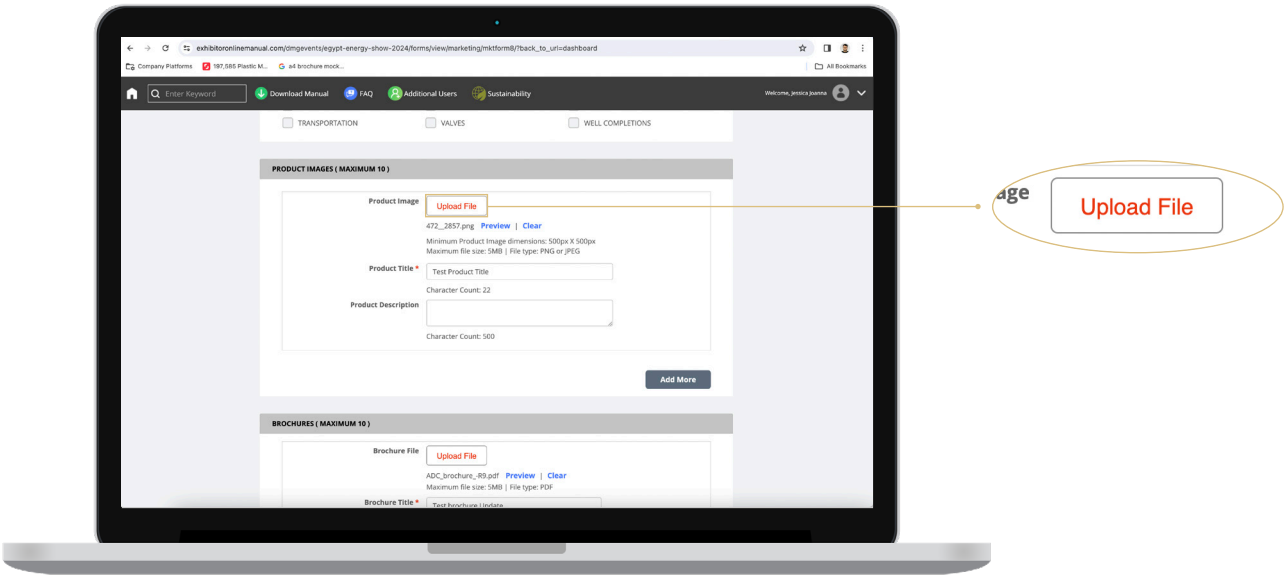 exhibitoronlinemanual.com/dmgevents/egypt-energy-show-2024/forms/view/marketing/mktform8/?back_to_url=dashboard
Company Platforms 197,585 Plastic M... a4 brochure mock... All Bookmarks
Enter Keyword Download Manual FAQ Additional Users Sustainability Welcome, Jessica Joanna
TRANSPORTATION VALVES WELL COMPLETIONS
PRODUCT IMAGES ( MAXIMUM 10 )
Product Image Upload File
472__2857.png Preview | Clear
Minimum Product Image dimensions: 500px X 500px
Maximum file size: 5MB | File type: PNG or JPEG
Product Title * Test Product Title
Character Count: 22
Product Description
Character Count: 500
Add More
BROCHURES ( MAXIMUM 10 )
Brochure File Upload File
ADC_brochure_-R9.pdf Preview | Clear
Maximum file size: 5MB | File type: PDF
Brochure Title * Test brochure Update
age Upload File